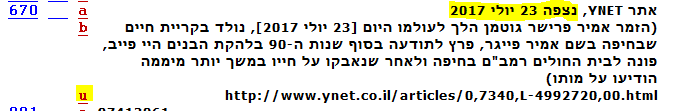 670 a אתר YNET, נצפה 23 יולי 2017
b (הזמר אמיר פרישר גוטמן הלך לעולמו היום [23 יולי 2017], נולד בקריית חיים
שבחיפה בשם אמיר פייגר, פרץ לתודעה בסוף שנות ה-90 בלהקת הבנים היי פייב,
פונה לבית החולים רמב"ם בחיפה ולאחר שנאבקו על חייו במשך יותר מיממה
הודיעו על מותו)
u http://www.ynet.co.il/articles/0,7340,L-4992720,00.html